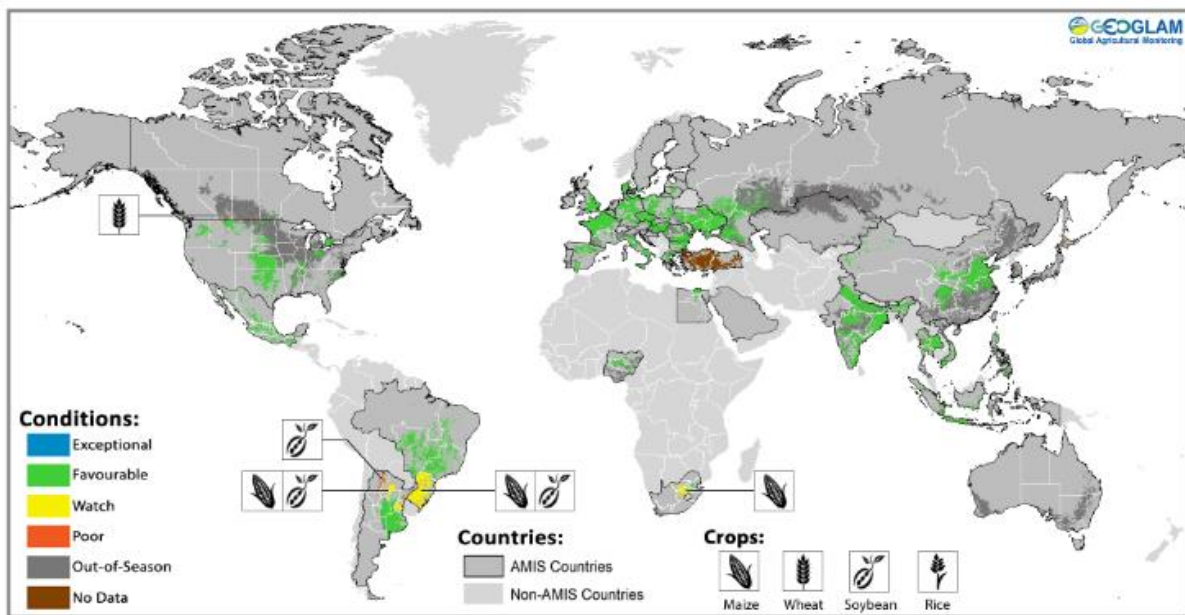 GEOGLAM
Global Agricultural Monitoring
Conditions:
Exceptional
Favourable
Watch
Poor
Out-of-Season
No Data
Countries:
AMIS Countries
Non-AMIS Countries
Crops:
Maize
Wheat
Soybean
Rice